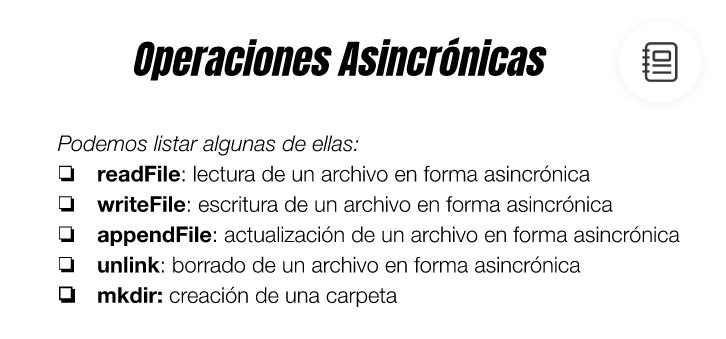 Operaciones Asincrónicas
Podemos listar algunas de ellas:
❏ readFile: lectura de un archivo en forma asincrónica
❏ writeFile: escritura de un archivo en forma asincrónica
❏ appendFile: actualización de un archivo en forma asincrónica
❏ unlink: borrado de un archivo en forma asincrónica
❏ mkdir: creación de una carpeta